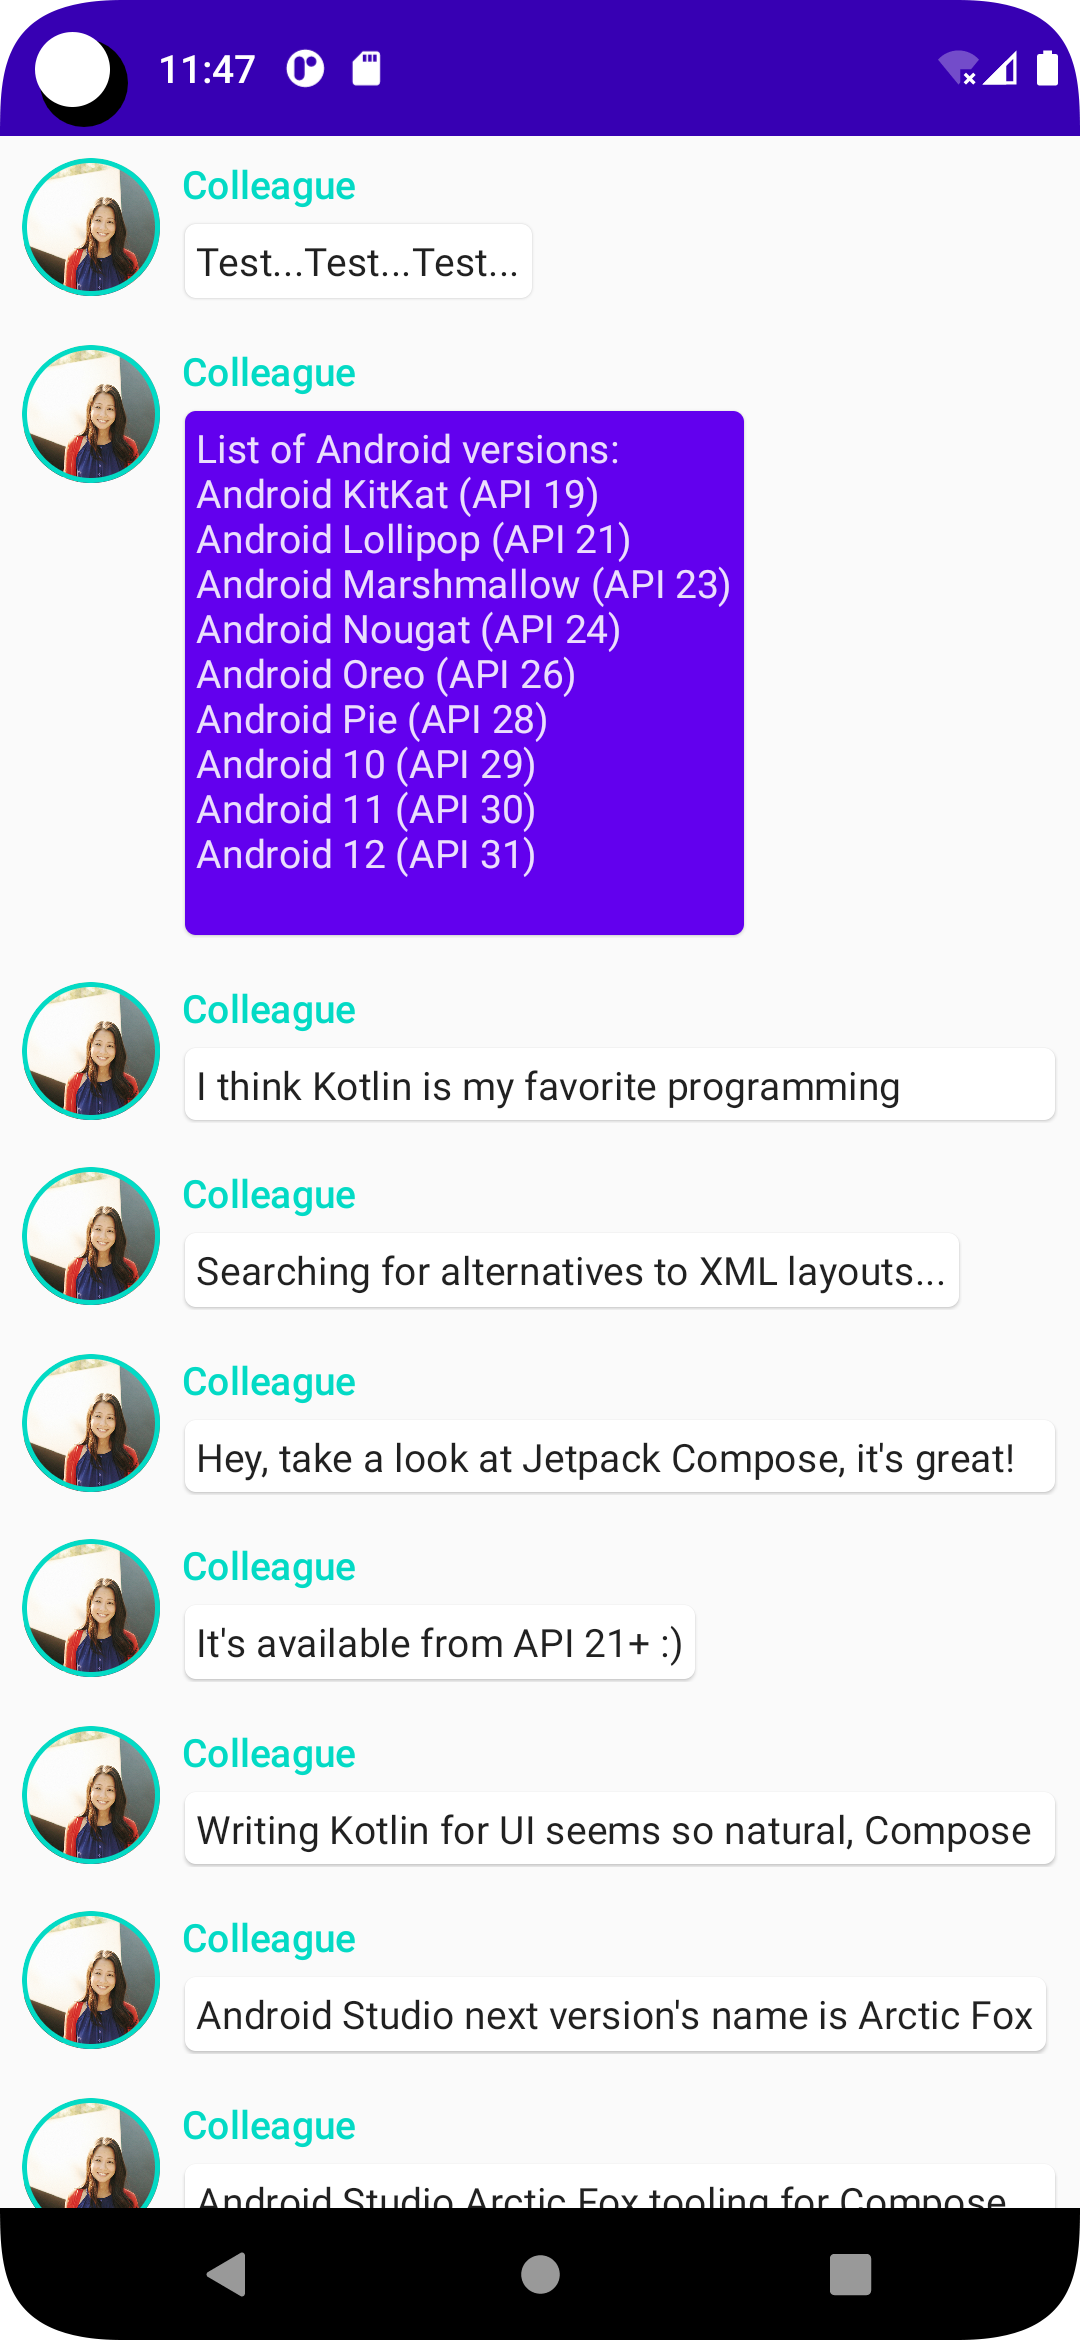 11:47
Colleague
Test...Test...Test...
Colleague
List of Android versions:
Android KitKat (API 19)
Android Lollipop (API 21)
Android Marshmallow (API 23)
Android Nougat (API 24)
Android Oreo (API 26)
Android Pie (API 28)
Android 10 (API 29)
Android 11 (API 30)
Android 12 (API 31)
Colleague
I think Kotlin is my favorite programming
Colleague
Searching for alternatives to XML layouts...
Colleague
Hey, take a look at Jetpack Compose, it's great!
Colleague
It's available from API 21+ :)
Colleague
Writing Kotlin for UI seems so natural, Compose
Colleague
Android Studio next version's name is Arctic Fox
Colleague
Android Studio Arctic Fox tooling for Compose